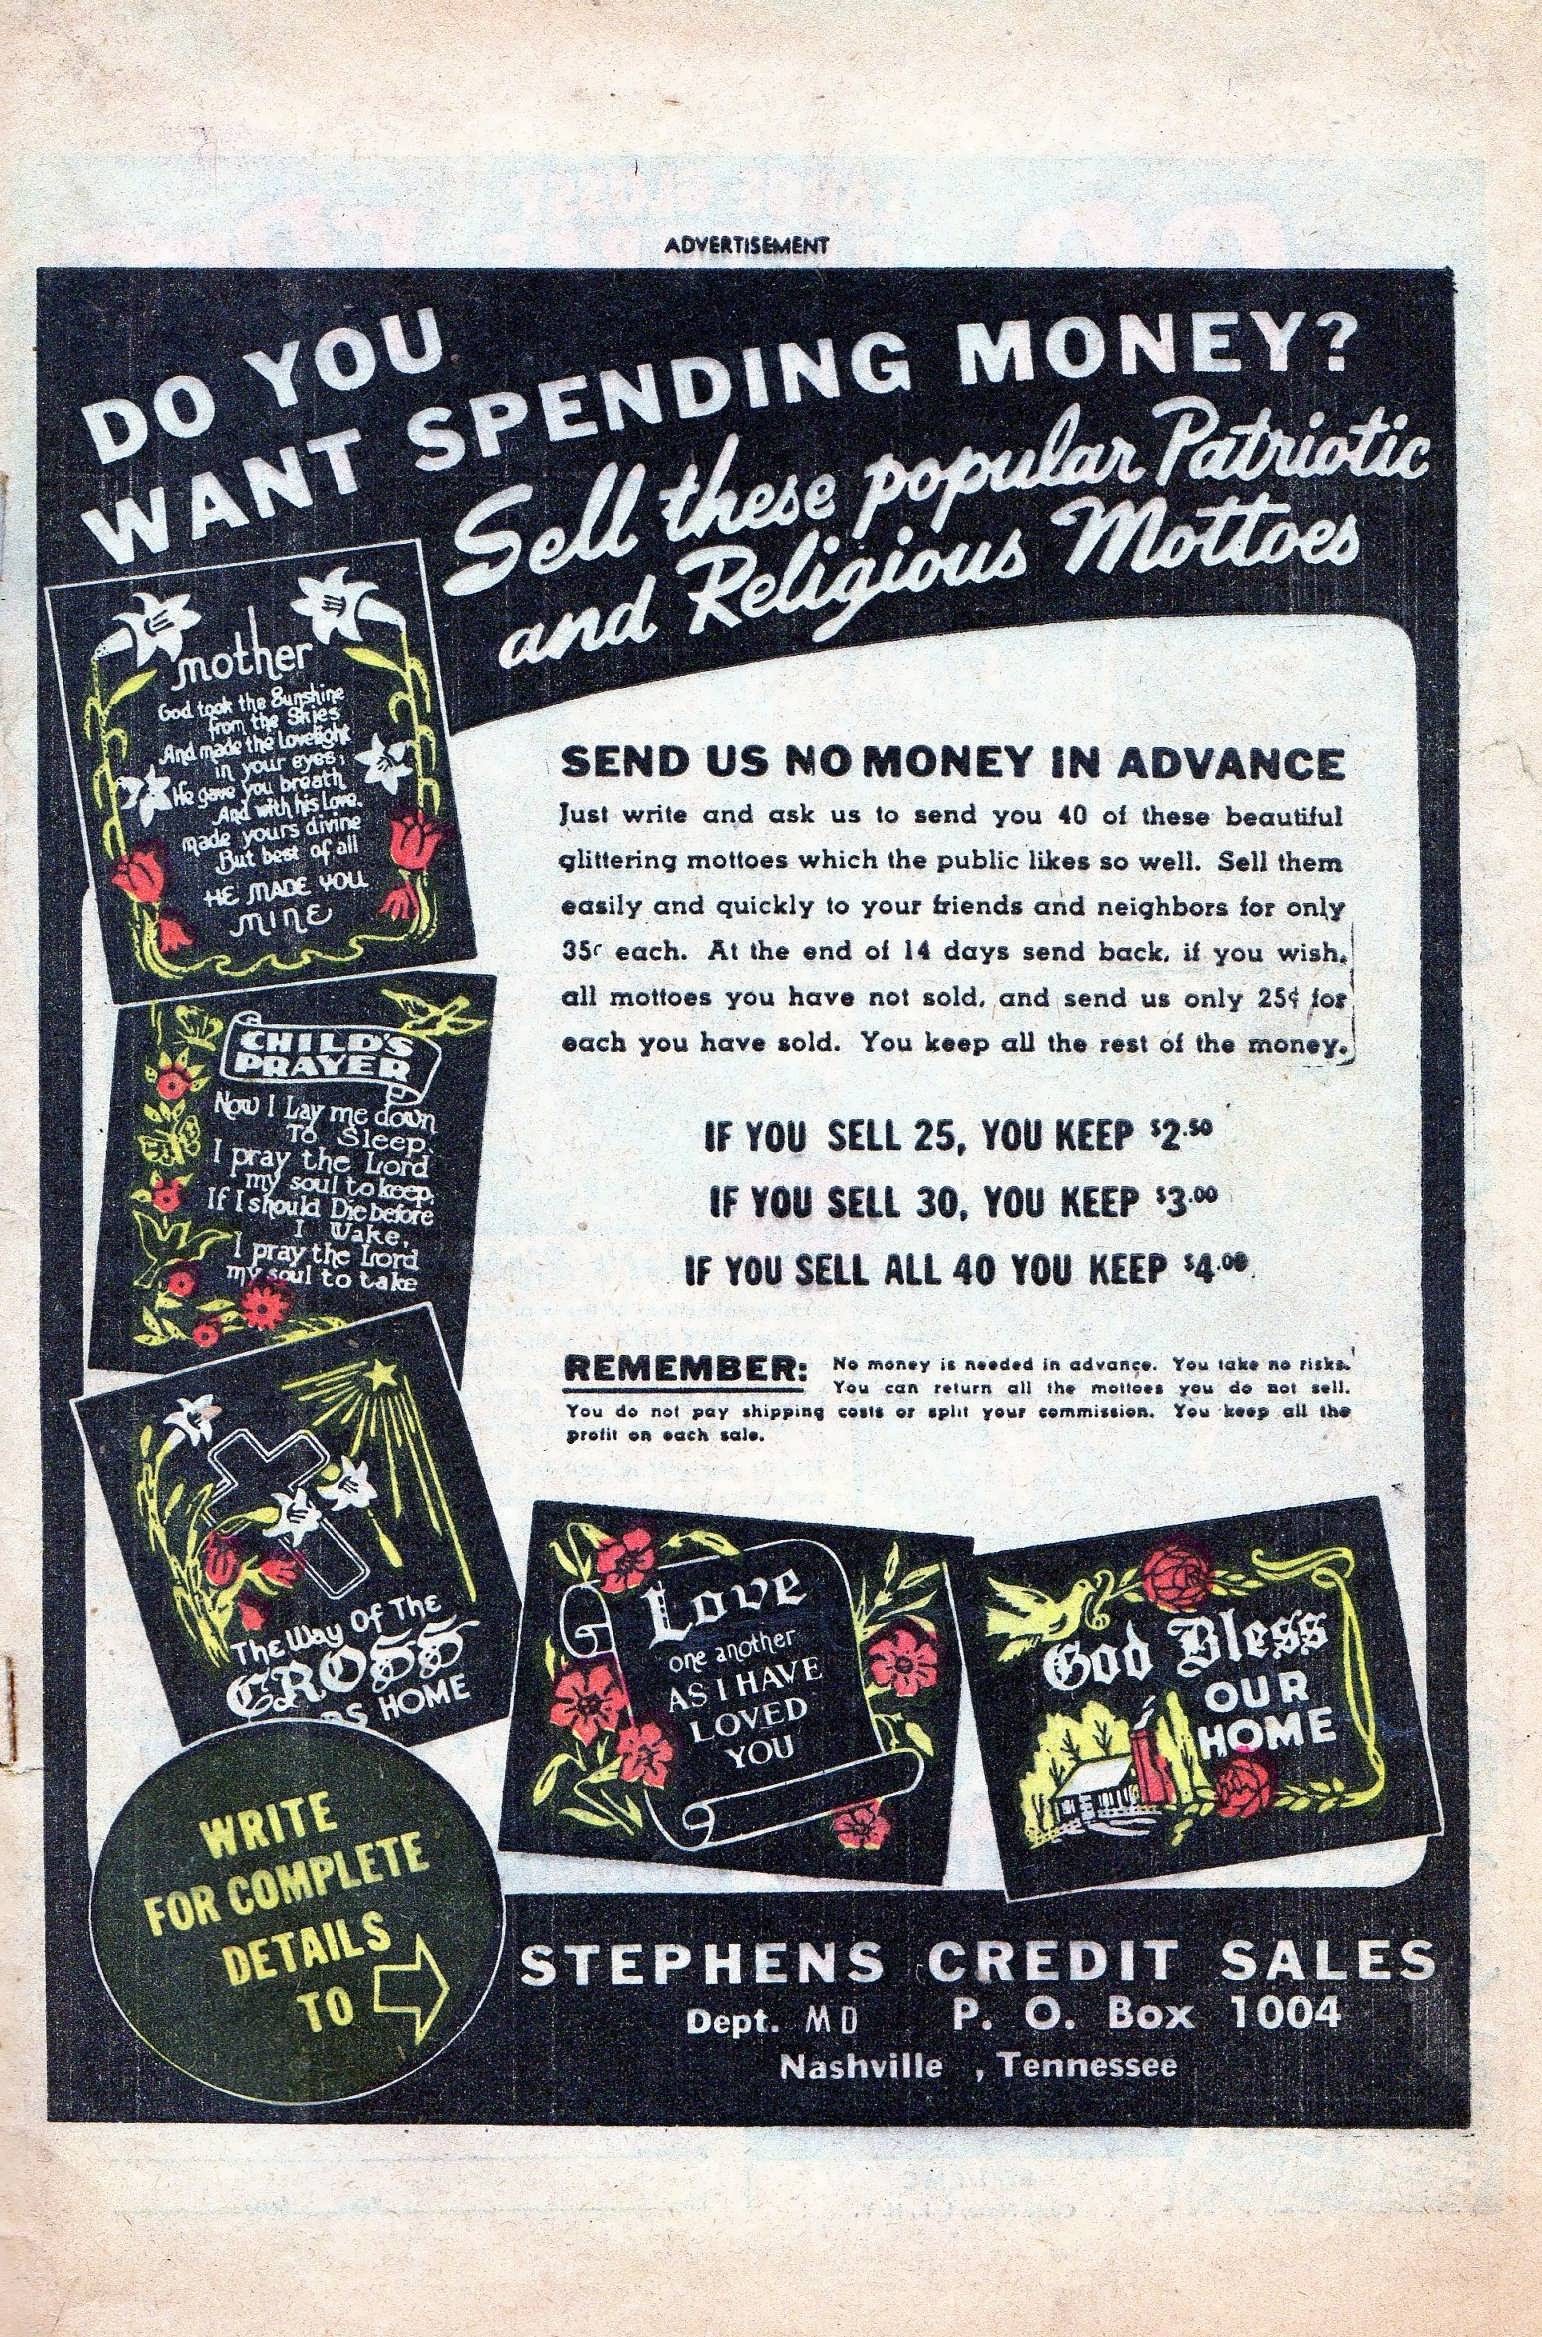 ADVERTISEMENT
DO YOU
WANT SPENDING MONEY?
Sell these popular Patriotic
and Religious Mottoes
mother
God took the Sunshine
from the Skies
And made the Lovelight
in your eyes;
He gave you breath
And with his Love.
made yours divine
But best of all
HE MADE YOU
MINE
CHILD'S
PRAYER
Now I Lay me down
To Sleep,
I pray the Lord
my soul to keep,
If I should Die before
I Wake,
I pray the Lord
my soul to take
The Way Of The
CROSS
DS HOME
SEND US NO MONEY IN ADVANCE
Just write and ask us to send you 40 of these beautiful
glittering mottoes which the public likes so well. Sell them
easily and quickly to your friends and neighbors for only
35¢ each. At the end of 14 days send back, if you wish,
all mottoes you have not sold, and send us only 25¢ for
each you have sold. You keep all the rest of the money.
IF YOU SELL 25, YOU KEEP $2.50
IF YOU SELL 30, YOU KEEP $3.00
IF YOU SELL ALL 40 YOU KEEP $4.00
REMEMBER: No money is needed in advance. You take no risks.
You can return all the mottoes you do not sell.
You do not pay shipping costs or split your commission. You keep all the
profit on each sale.
Love
one another
AS I HAVE
LOVED
YOU
God Bless
OUR
HOME
WRITE
FOR COMPLETE
DETAILS
TO
STEPHENS CREDIT SALES
Dept. MD P. O. Box 1004
Nashville , Tennessee